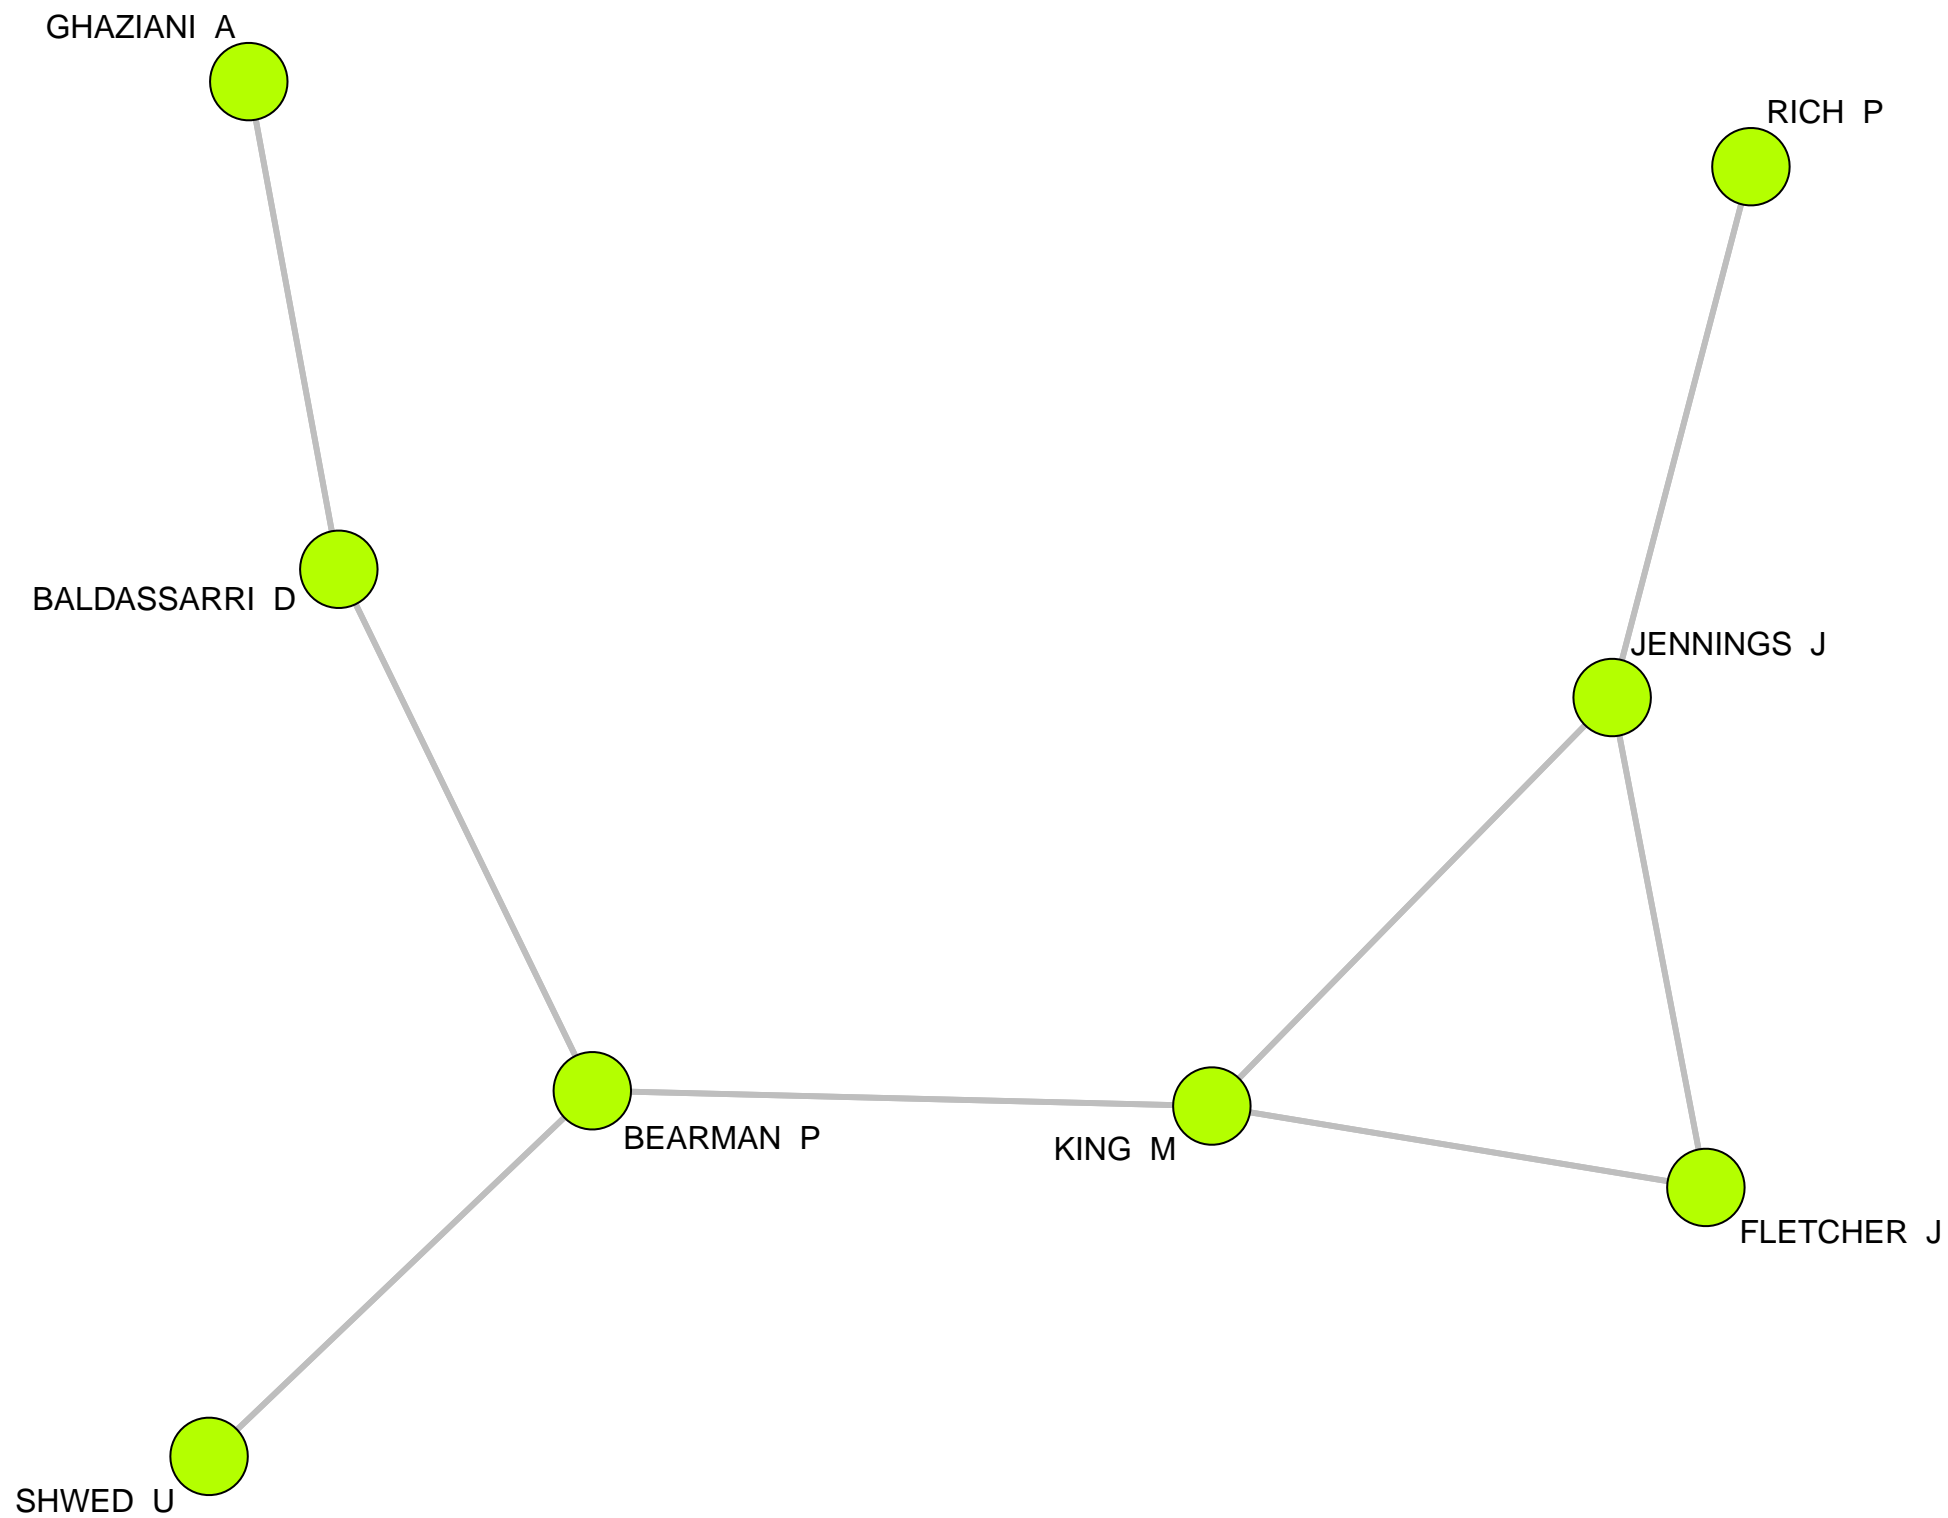 GHAZIANI A
RICH P
BALDASSARRI D
JENNINGS J
BEARMAN P
KING M
FLETCHER J
SHWED U